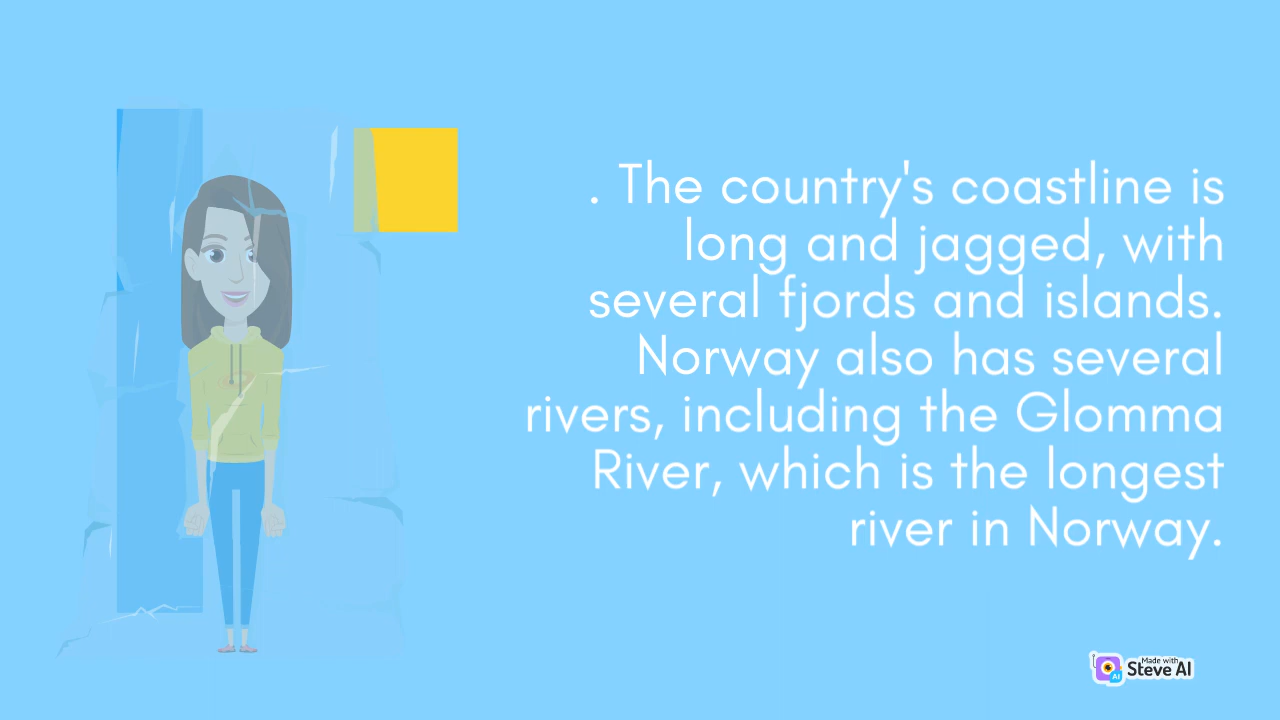 . The country's coastline is
long and jagged, with
several fjords and islands.
Norway also has several
rivers, including the Glomma
River, which is the longest
river in Norway.
Made with
Steve AI
AI